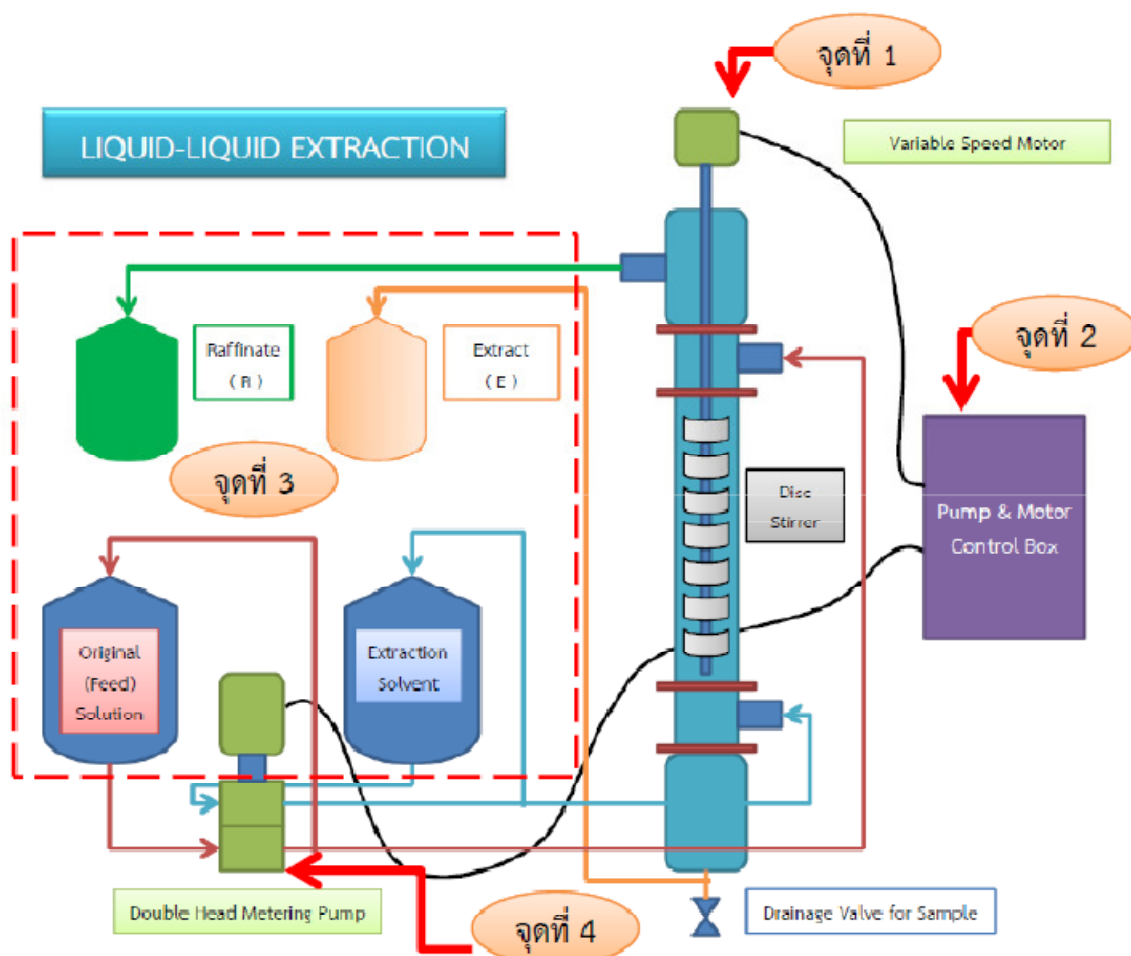 จุดที่ 1
LIQUID-LIQUID EXTRACTION
Variable Speed Motor
จุดที่ 2
Raffinate
( R )
Extract
( E )
จุดที่ 3
Disc
Stirrer
Pump & Motor
Control Box
Original
(Feed)
Solution
Extraction
Solvent
Double Head Metering Pump
จุดที่ 4
Drainage Valve for Sample